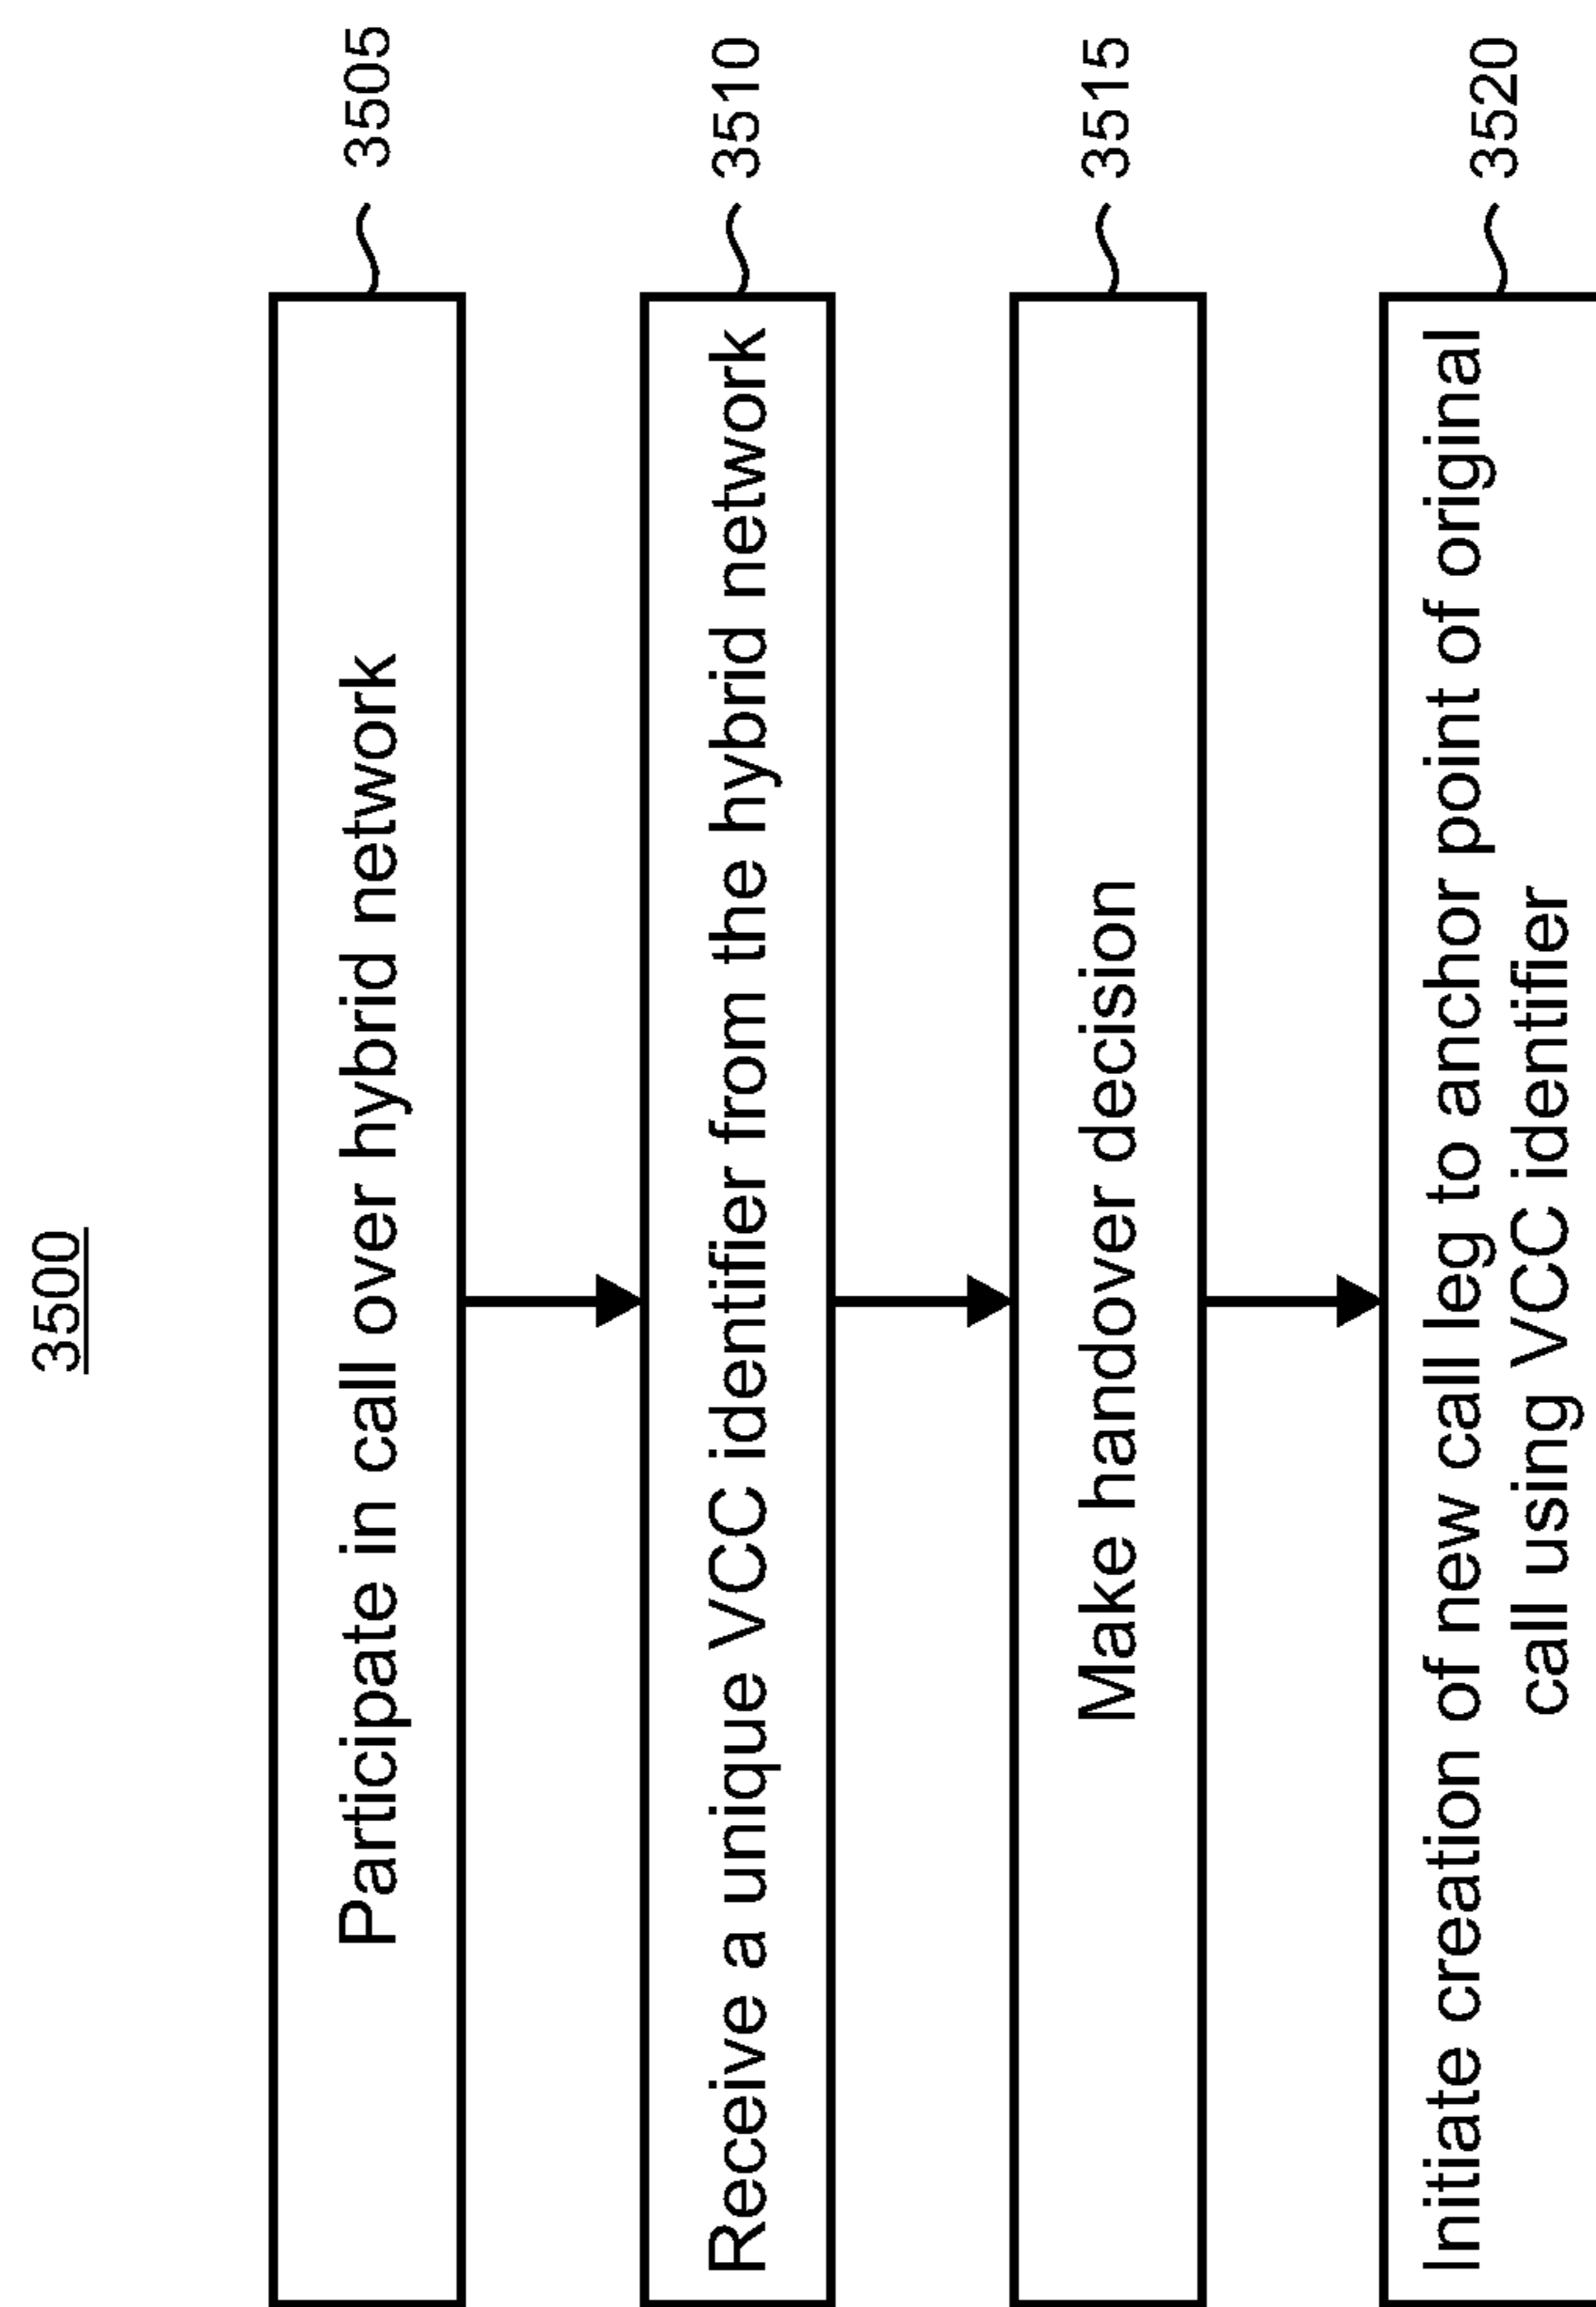 3500
Participate in call over hybrid network
3505
Receive a unique VCC identifier from the hybrid network
3510
Make handover decision
3515
Initiate creation of new call leg to anchor point of original
call using VCC identifier
3520